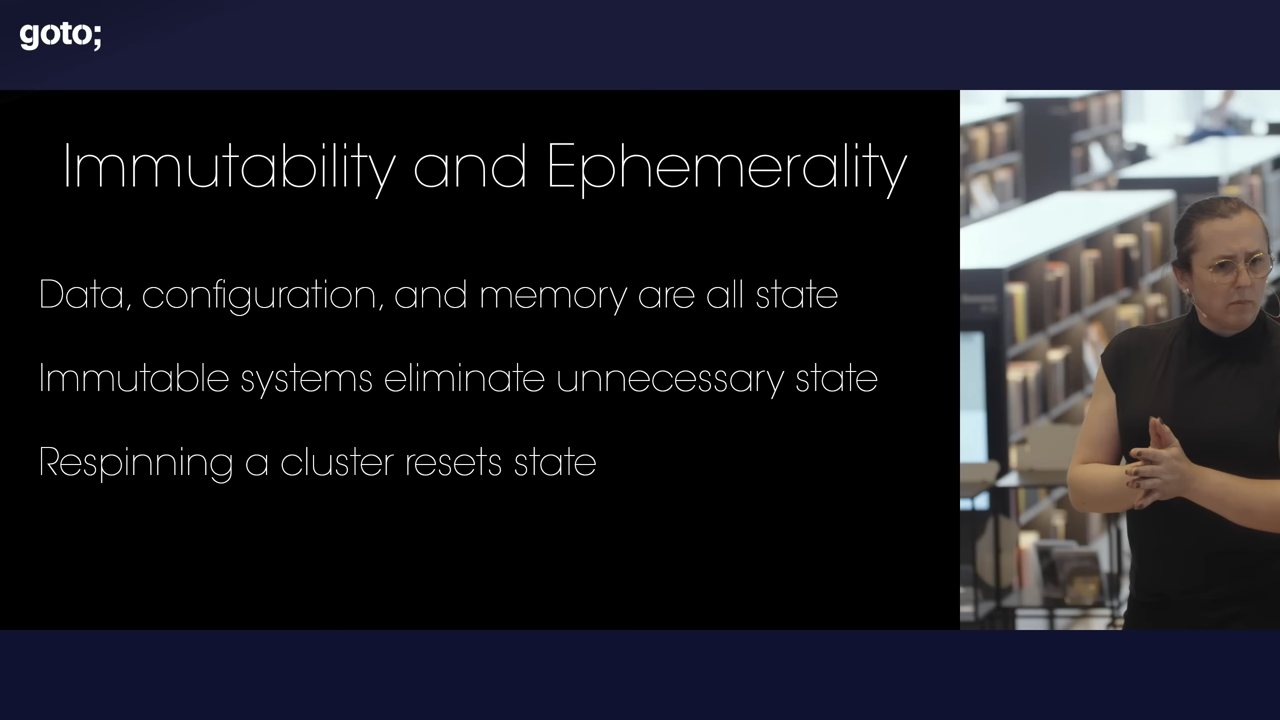 goto;
Immutability and Ephemerality
Data, configuration, and memory are all state
Immutable systems eliminate unnecessary state
Respinning a cluster resets state